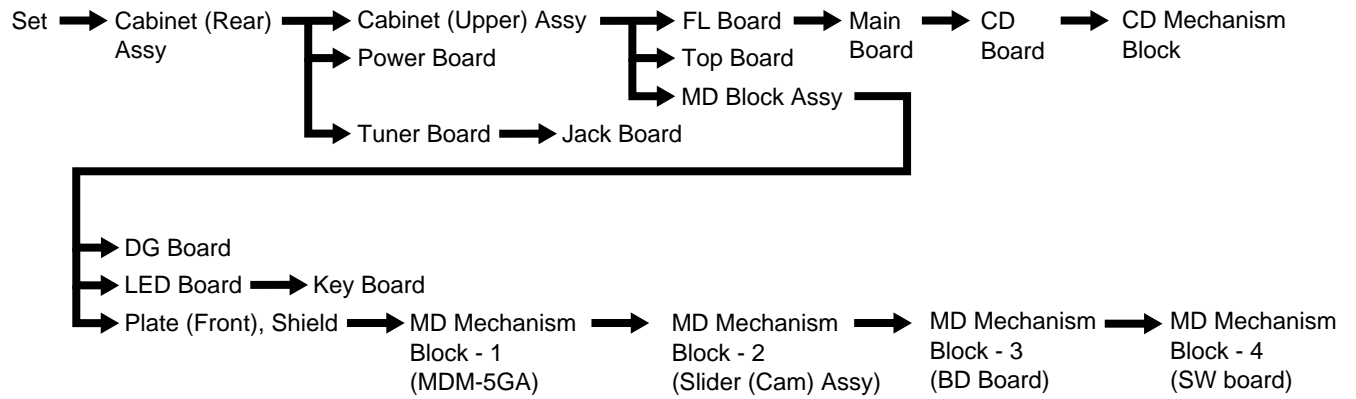 Set
Cabinet (Rear)
Assy
Cabinet (Upper) Assy
FL Board
Main
Board
CD
Board
CD Mechanism
Block
Power Board
Top Board
MD Block Assy
Tuner Board
Jack Board
DG Board
LED Board
Key Board
Plate (Front), Shield
MD Mechanism
Block - 1
(MDM-5GA)
MD Mechanism
Block - 2
(Slider (Cam) Assy)
MD Mechanism
Block - 3
(BD Board)
MD Mechanism
Block - 4
(SW board)